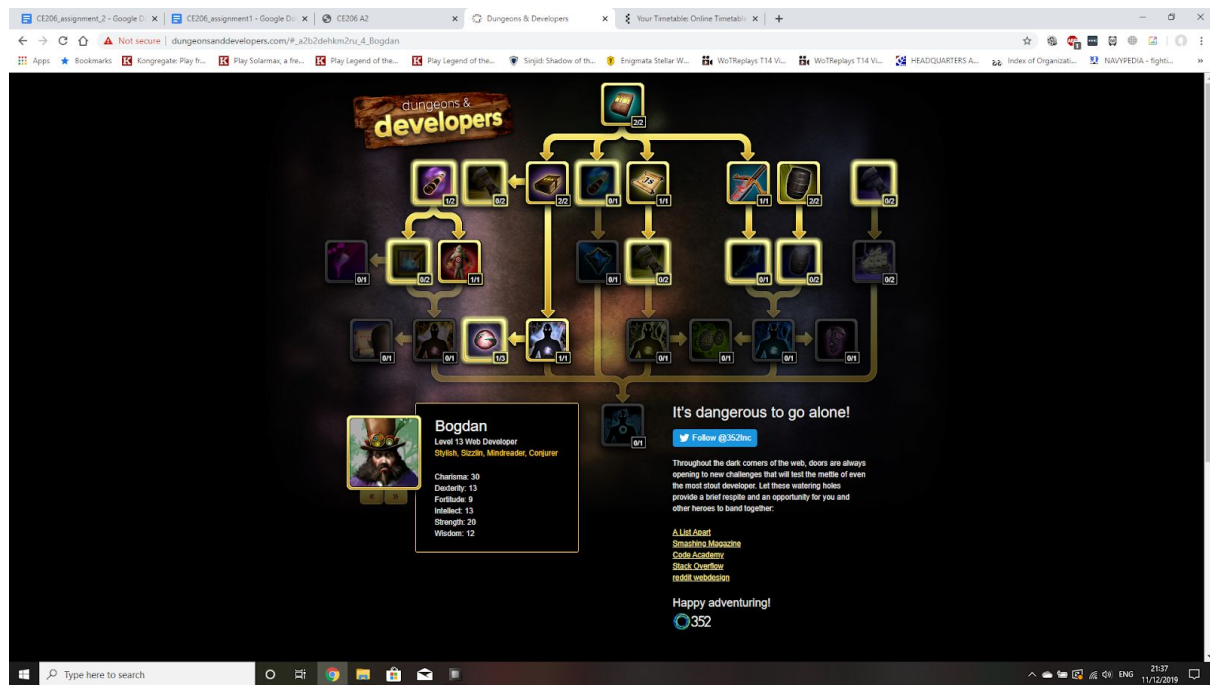 CE206_assignment_2 - Google D
CE206_assignment1 - Google Do
CE206 A2
Dungeons & Developers
Your Timetable: Online Timetabl
Not secure | dungeonsanddevelopers.com/#_a2b2dehkm2ru_4_Bogdan
Apps
Bookmarks
Kongregate: Play fr...
Play Solarmax, a fre...
Play Legend of the...
Play Legend of the...
Sinjid: Shadow of th...
Enigmata Stellar W...
WoTReplays T14 Vi...
WoTReplays T14 Vi...
HEADQUARTERS A...
Index of Organizati...
NAVYPEDIA - fighti...
dungeons &
developers
2/2
1/2
0/2
2/2
0/1
1/1
1/1
2/2
0/2
0/1
0/2
1/1
0/1
0/2
0/1
0/2
0/2
0/1
0/1
1/3
1/1
0/1
0/1
0/1
0/1
0/1
Bogdan
Level 13 Web Developer
Stylish, Sizzlin, Mindreader, Conjurer
Charisma: 30
Dexterity: 13
Fortitude: 9
Intellect: 13
Strength: 20
Wisdom: 12
It's dangerous to go alone!
Follow @352Inc
Throughout the dark corners of the web, doors are always
opening to new challenges that will test the mettle of even
the most stout developer. Let these watering holes
provide a brief respite and an opportunity for you and
other heroes to band together:
A List Apart
Smashing Magazine
Code Academy
Stack Overflow
reddit webdesign
Happy adventuring!
352
Type here to search
ENG
21:37
11/12/2019